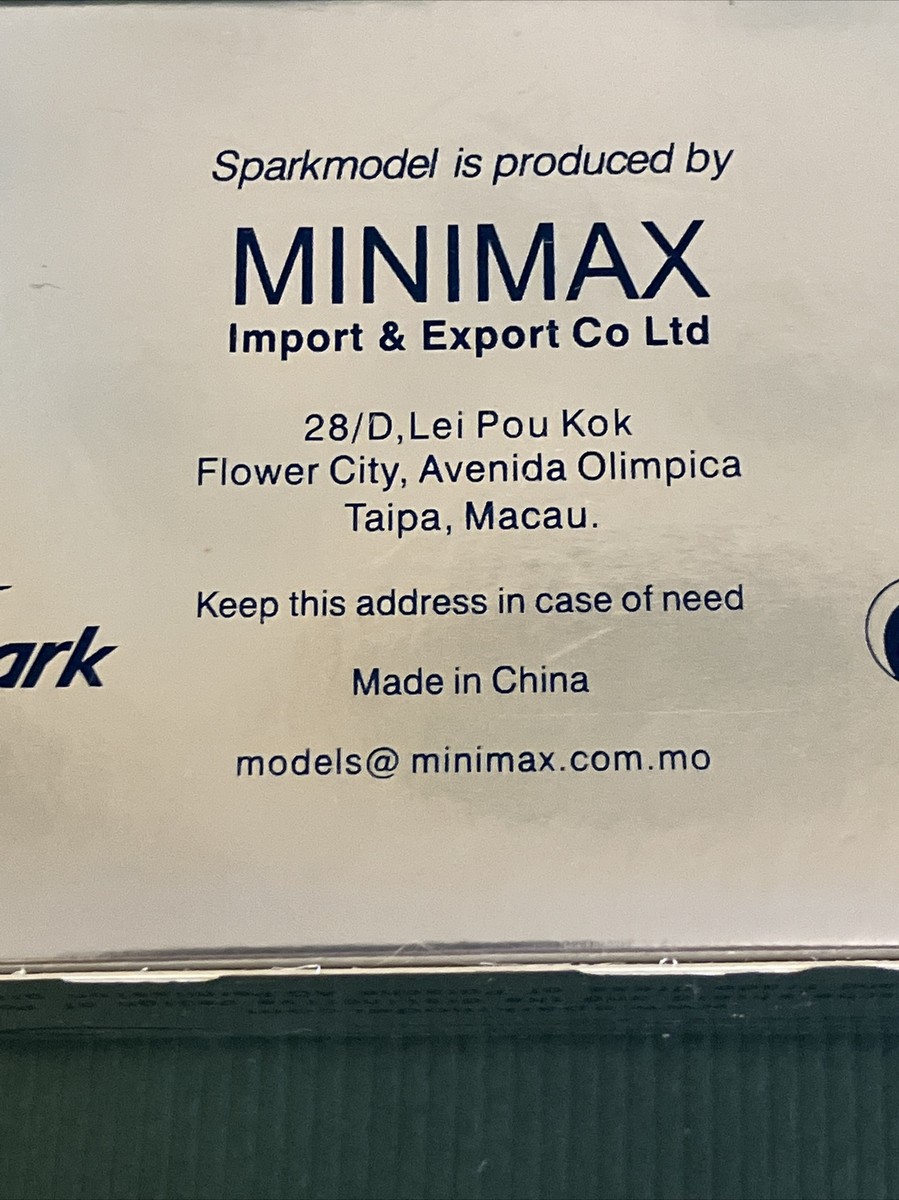 Sparkmodel is produced by
MINIMAX
Import & Export Co Ltd
28/D,Lei Pou Kok
Flower City, Avenida Olimpica
Taipa, Macau.
Keep this address in case of need
ark
Made in China
models@ minimax.com.mo